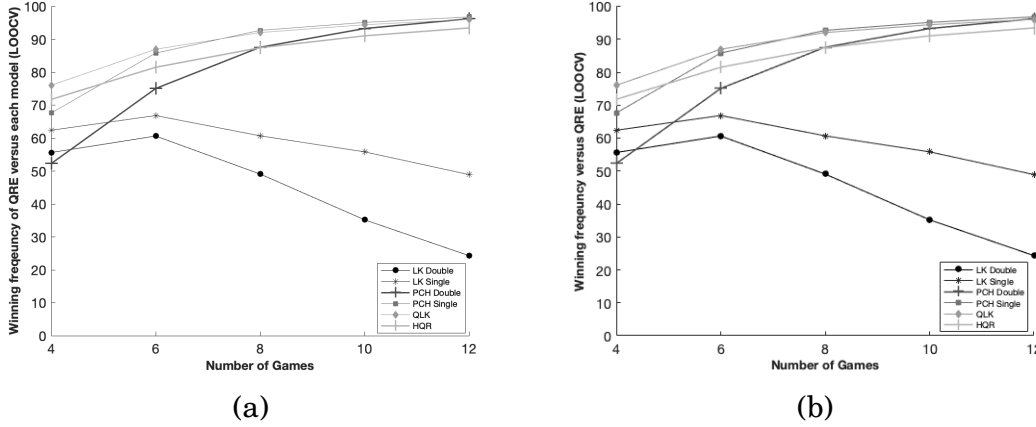 Winning freqeuncy of QRE versus each model (LOOCV)
100
90
80
70
60
50
40
30
20
10
0
4
6
8
10
12
Number of Games
LK Double
LK Single
PCH Double
PCH Single
QLK
HQR
(a)
Winning freqeuncy versus QRE (LOOCV)
100
90
80
70
60
50
40
30
20
10
0
4
6
8
10
12
Number of Games
LK Double
LK Single
PCH Double
PCH Single
QLK
HQR
(b)